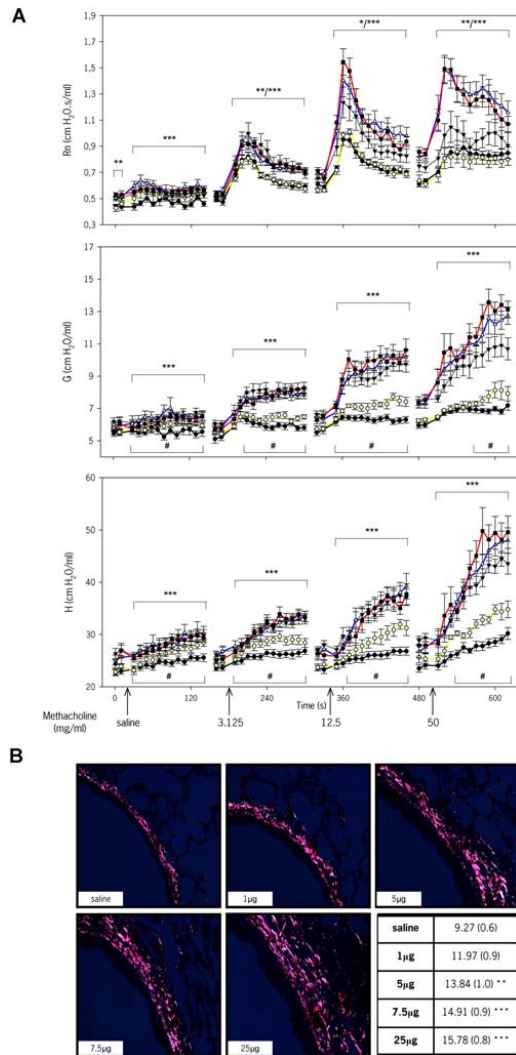 A
1,9
1,7
1,5
1,3
1,1
0,9
0,7
0,5
0,3
Rn (cm H₂O.s/ml)
**
***
**/***
*/***
**/***
17
15
13
11
9
7
5
G (cm H₂O/ml)
***
***
***
***
#
#
#
#
60
50
40
30
20
H (cm H₂O/ml)
***
***
***
***
#
#
#
#
0
120
240
360
480
600
Time (s)
Methacholine
(mg/ml)
saline
3.125
12.5
50
B
saline
1µg
5µg
7.5µg
25µg
saline 9.27 (0.6)
1µg 11.97 (0.9)
5µg 13.84 (1.0) **
7.5µg 14.91 (0.9) ***
25µg 15.78 (0.8) ***